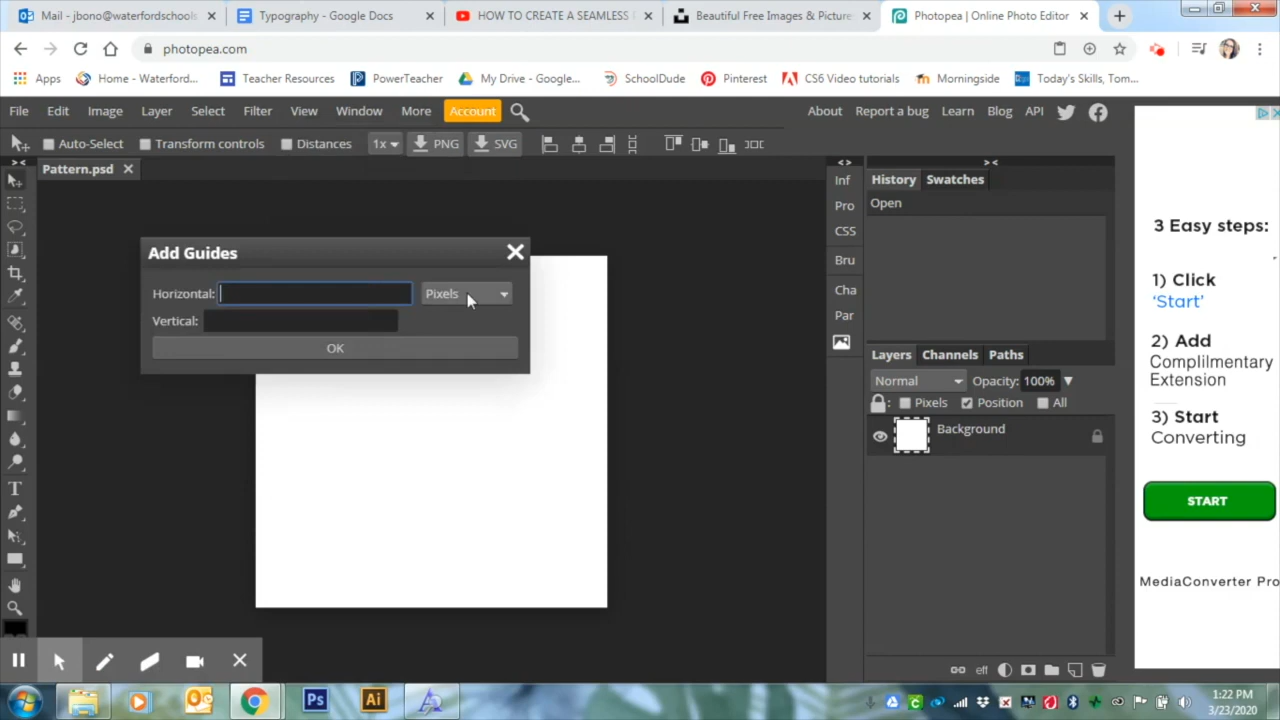 Mail - jbono@waterfordschools
Typography - Google Docs
HOW TO CREATE A SEAMLESS
Beautiful Free Images & Picture
Photopea | Online Photo Editor
photopea.com
Apps
Home - Waterford...
Teacher Resources
PowerTeacher
My Drive - Google...
SchoolDude
Pinterest
CS6 Video tutorials
Morningside
Today's Skills, Tom...
File
Edit
Image
Layer
Select
Filter
View
Window
More
Account
About
Report a bug
Learn
Blog
API
Auto-Select
Transform controls
Distances
1x
PNG
SVG
Pattern.psd
> <
< >
> <
Inf
Pro
CSS
Bru
Cha
Par
History
Swatches
Open
Add Guides
Horizontal:
Pixels
Vertical:
OK
Layers
Channels
Paths
Normal
Opacity:
100%
Pixels
Position
All
Background
eff
3 Easy steps:
1) Click
'Start'
2) Add
Complilmentary
Extension
3) Start
Converting
START
MediaConverter Pro
Ps
Ai
1:22 PM
3/23/2020